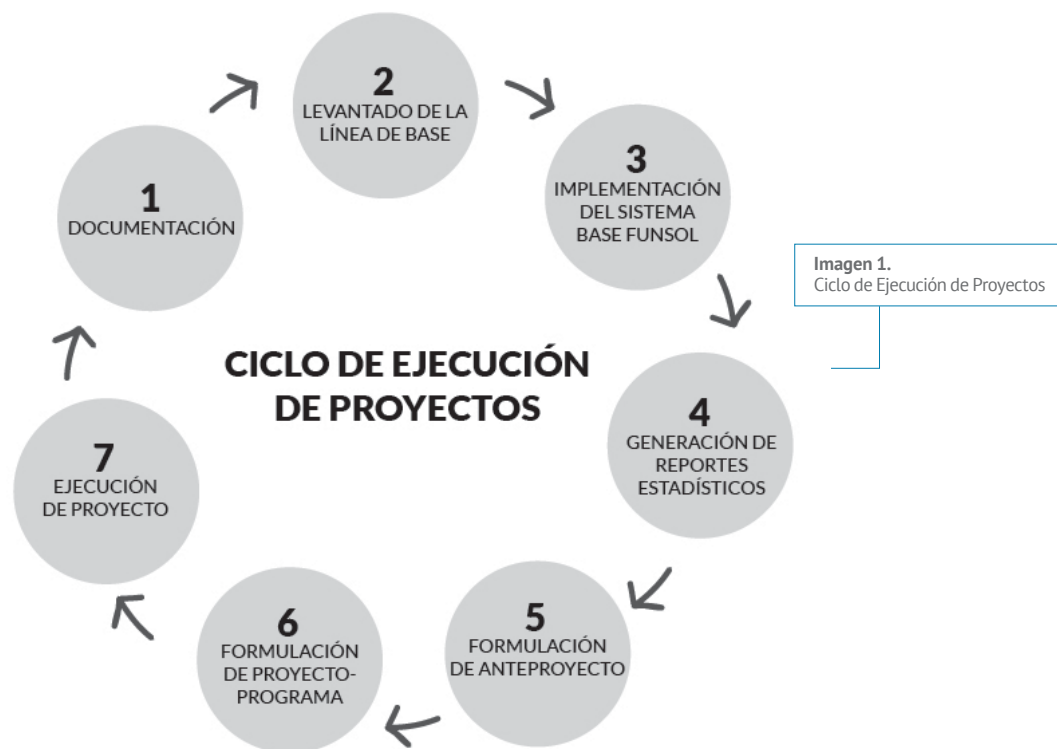 1
DOCUMENTACIÓN
2
LEVANTADO DE LA
LÍNEA DE BASE
3
IMPLEMENTACIÓN
DEL SISTEMA
BASE FUNSOL
Imagen 1.
Ciclo de Ejecución de Proyectos
CICLO DE EJECUCIÓN
DE PROYECTOS
4
GENERACIÓN DE
REPORTES
ESTADÍSTICOS
5
FORMULACIÓN
DE ANTEPROYECTO
6
FORMULACIÓN
DE PROYECTO-
PROGRAMA
7
EJECUCIÓN
DE PROYECTO